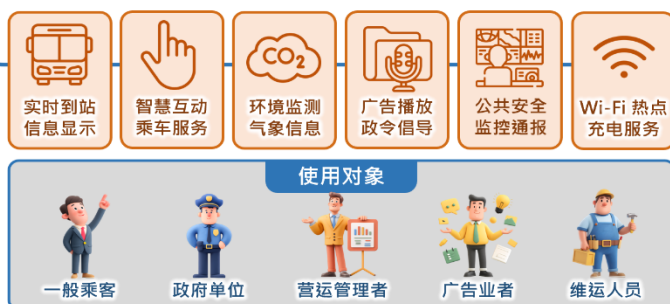 实时到站
信息显示
智慧互动
乘车服务
CO₂
环境监测
气象信息
广告播放
政令倡导
公共安全
监控通报
Wi-Fi 热点
充电服务
使用对象
一般乘客
政府单位
营运管理者
广告业者
维运人员